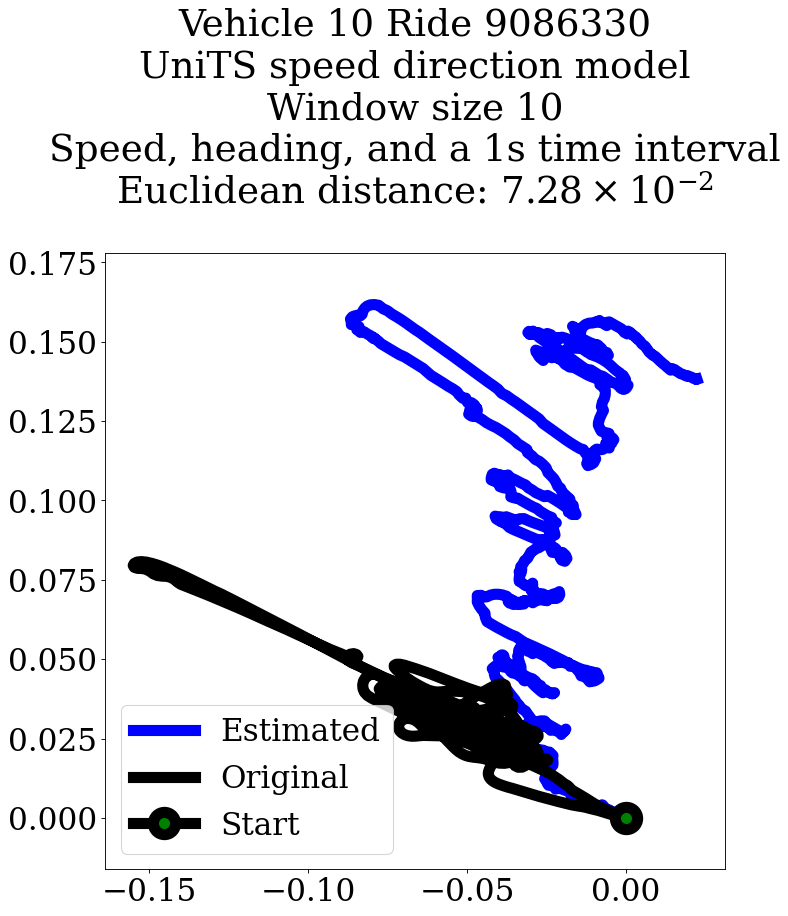 Vehicle 10 Ride 9086330
UniTS speed direction model
Window size 10
Speed, heading, and a 1s time interval
Euclidean distance: 7.28 × 10⁻²
0.175
0.150
0.125
0.100
0.075
0.050
0.025
0.000
Estimated
Original
Start
−0.15 −0.10 −0.05 0.00